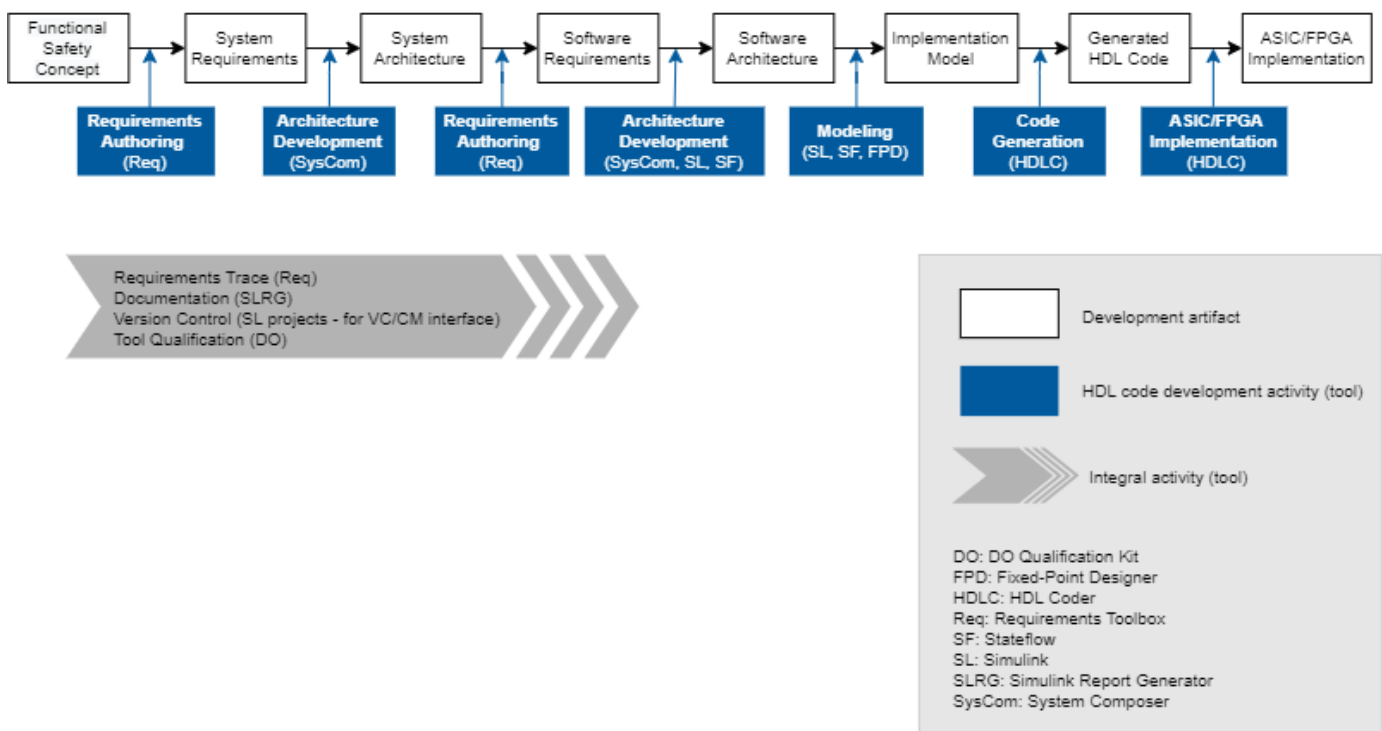 Functional
Safety
Concept
System
Requirements
System
Architecture
Software
Requirements
Software
Architecture
Implementation
Model
Generated
HDL Code
ASIC/FPGA
Implementation
Requirements
Authoring
(Req)
Architecture
Development
(SysCom)
Requirements
Authoring
(Req)
Architecture
Development
(SysCom, SL, SF)
Modeling
(SL, SF, FPD)
Code
Generation
(HDLC)
ASIC/FPGA
Implementation
(HDLC)
Requirements Trace (Req)
Documentation (SLRG)
Version Control (SL projects - for VC/CM interface)
Tool Qualification (DO)
Development artifact
HDL code development activity (tool)
Integral activity (tool)
DO: DO Qualification Kit
FPD: Fixed-Point Designer
HDLC: HDL Coder
Req: Requirements Toolbox
SF: Stateflow
SL: Simulink
SLRG: Simulink Report Generator
SysCom: System Composer